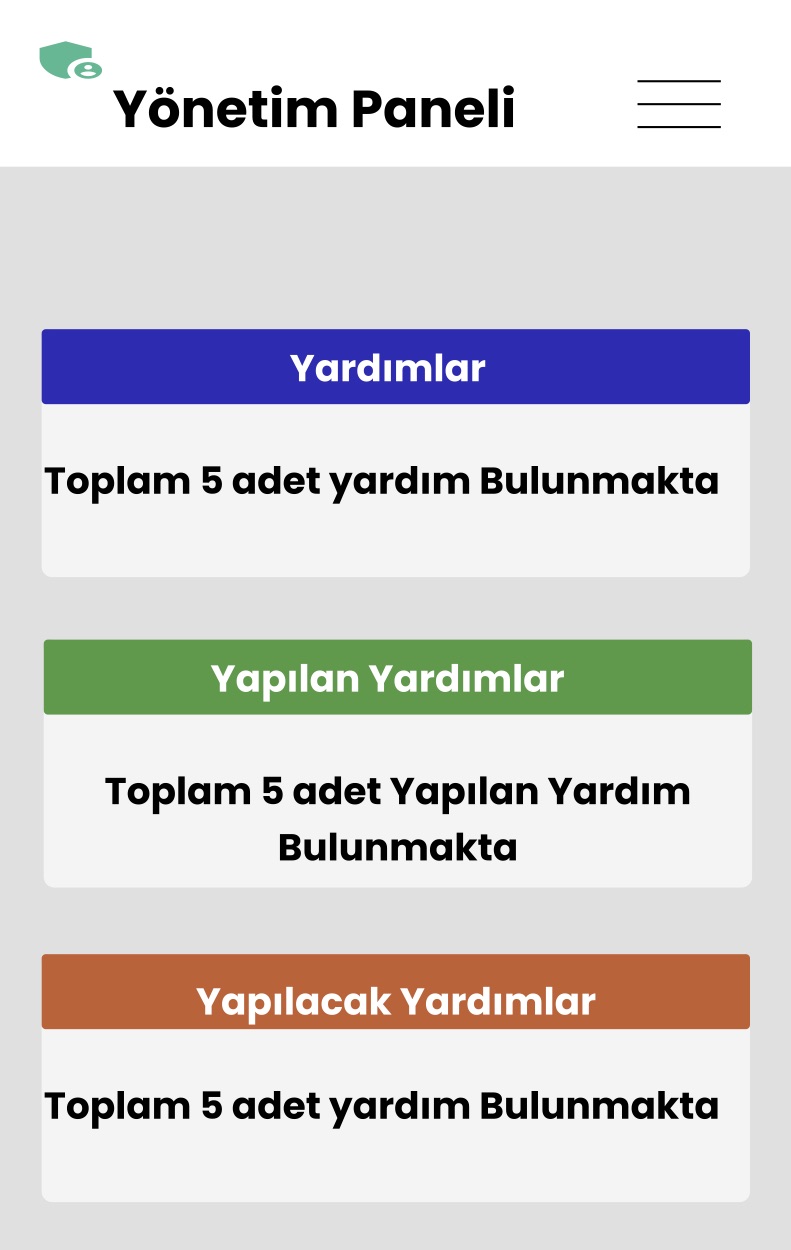 Yönetim Paneli
Yardımlar
Toplam 5 adet yardım Bulunmakta
Yapılan Yardımlar
Toplam 5 adet Yapılan Yardım
Bulunmakta
Yapılacak Yardımlar
Toplam 5 adet yardım Bulunmakta